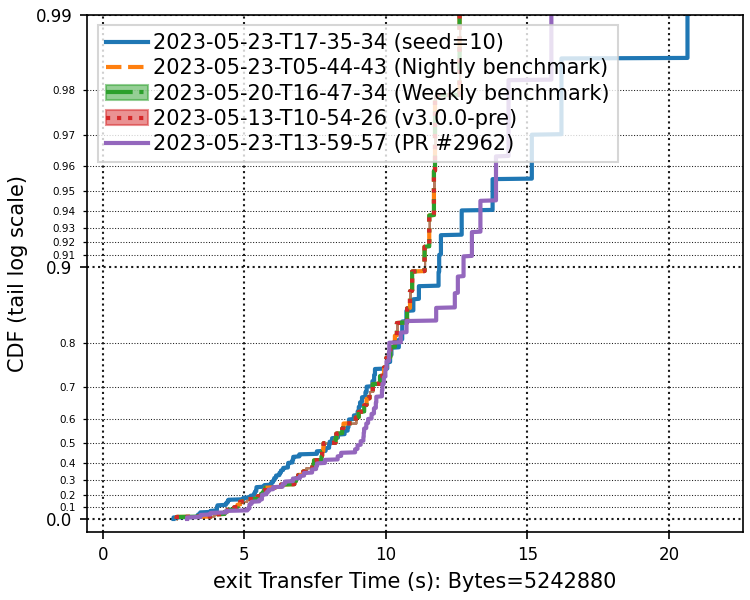 0.99
2023-05-23-T17-35-34 (seed=10)
2023-05-23-T05-44-43 (Nightly benchmark)
2023-05-20-T16-47-34 (Weekly benchmark)
2023-05-13-T10-54-26 (v3.0.0-pre)
2023-05-23-T13-59-57 (PR #2962)
0.98
0.97
0.96
0.95
0.94
0.93
0.92
0.91
0.9
0.8
0.7
0.6
0.5
0.4
0.3
0.2
0.1
0.0
CDF (tail log scale)
0 5 10 15 20
exit Transfer Time (s): Bytes=5242880